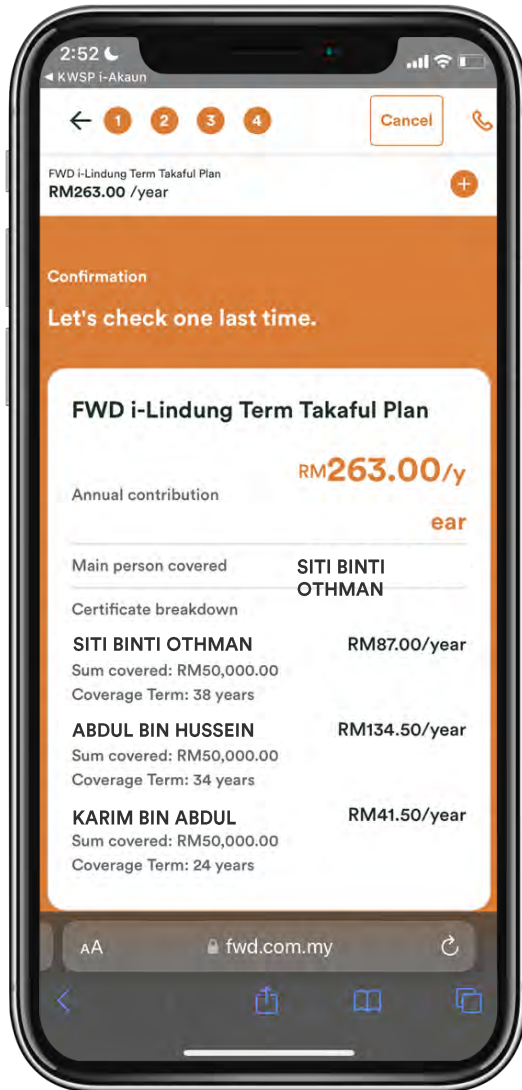 2:52
KWSP i-Akaun
1 2 3 4 Cancel
FWD i-Lindung Term Takaful Plan
RM263.00 /year
Confirmation
Let's check one last time.
FWD i-Lindung Term Takaful Plan
RM263.00/y
Annual contribution
ear
Main person covered SITI BINTI
OTHMAN
Certificate breakdown
SITI BINTI OTHMAN RM87.00/year
Sum covered: RM50,000.00
Coverage Term: 38 years
ABDUL BIN HUSSEIN RM134.50/year
Sum covered: RM50,000.00
Coverage Term: 34 years
KARIM BIN ABDUL RM41.50/year
Sum covered: RM50,000.00
Coverage Term: 24 years
AA fwd.com.my